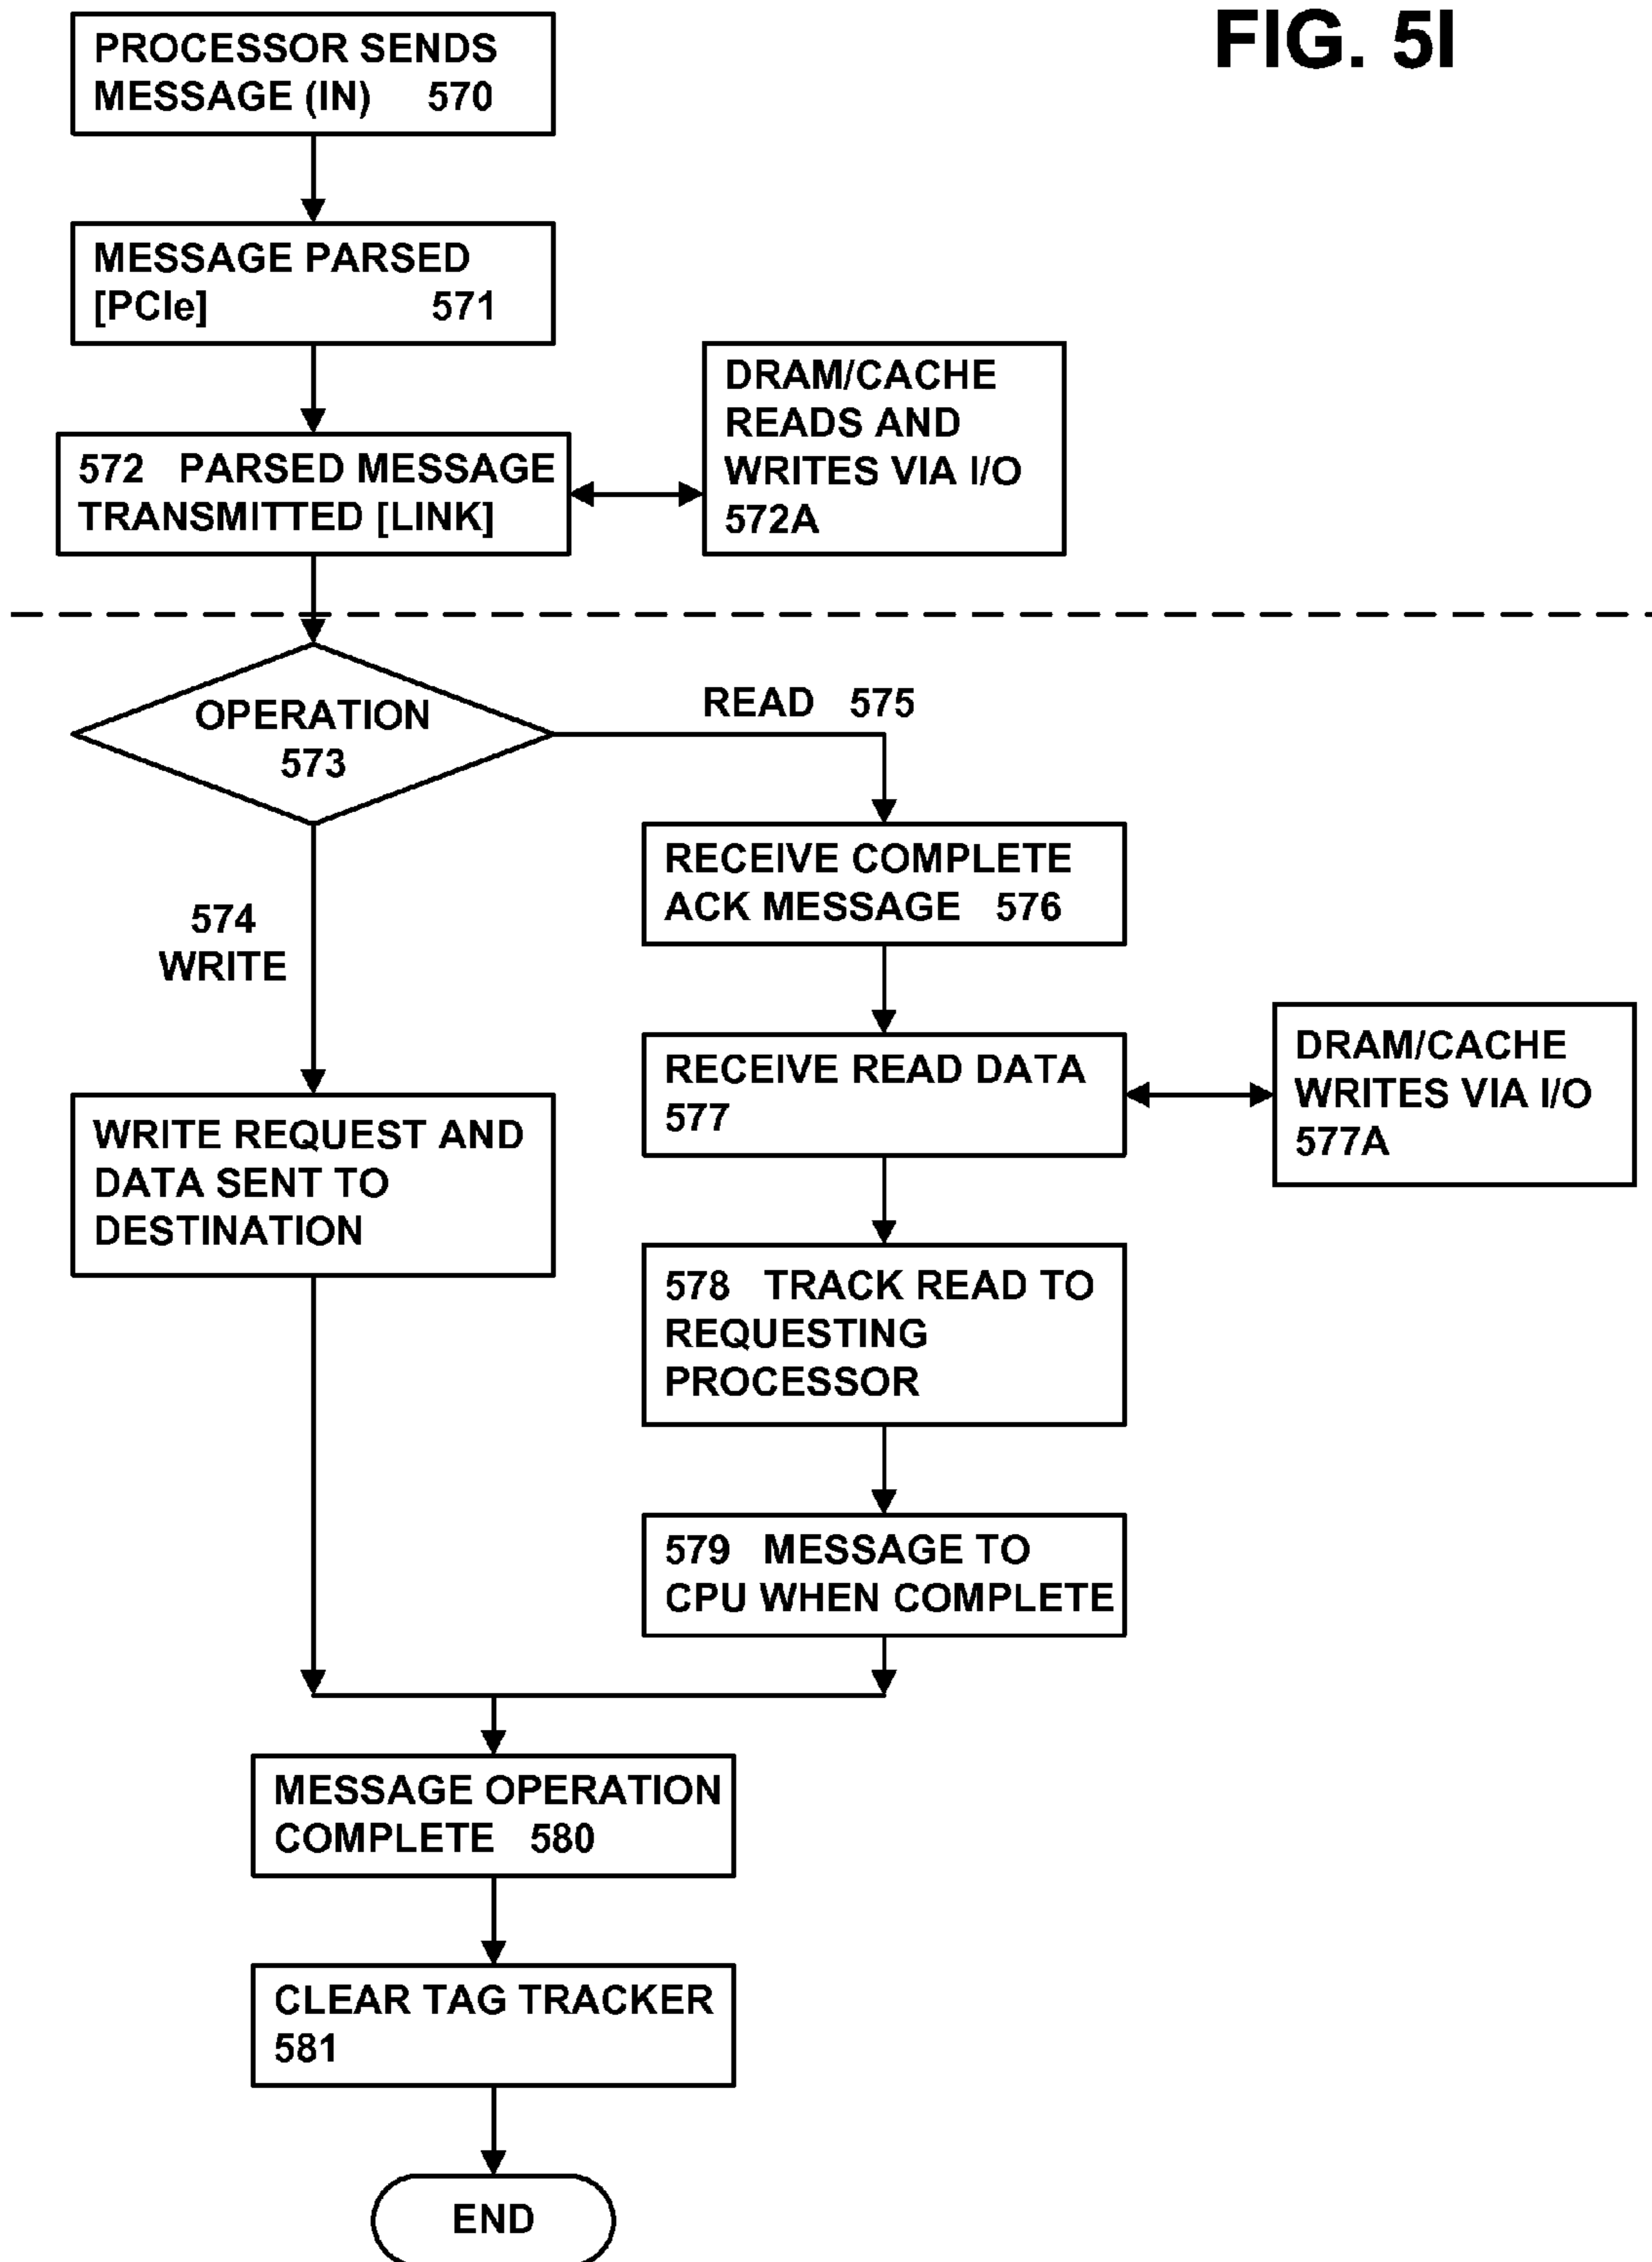 FIG. 5I
PROCESSOR SENDS
MESSAGE (IN) 570
MESSAGE PARSED
[PCIe] 571
572 PARSED MESSAGE
TRANSMITTED [LINK]
DRAM/CACHE
READS AND
WRITES VIA I/O
572A
OPERATION
573
READ 575
574
WRITE
RECEIVE COMPLETE
ACK MESSAGE 576
RECEIVE READ DATA
577
DRAM/CACHE
WRITES VIA I/O
577A
WRITE REQUEST AND
DATA SENT TO
DESTINATION
578 TRACK READ TO
REQUESTING
PROCESSOR
579 MESSAGE TO
CPU WHEN COMPLETE
MESSAGE OPERATION
COMPLETE 580
CLEAR TAG TRACKER
581
END